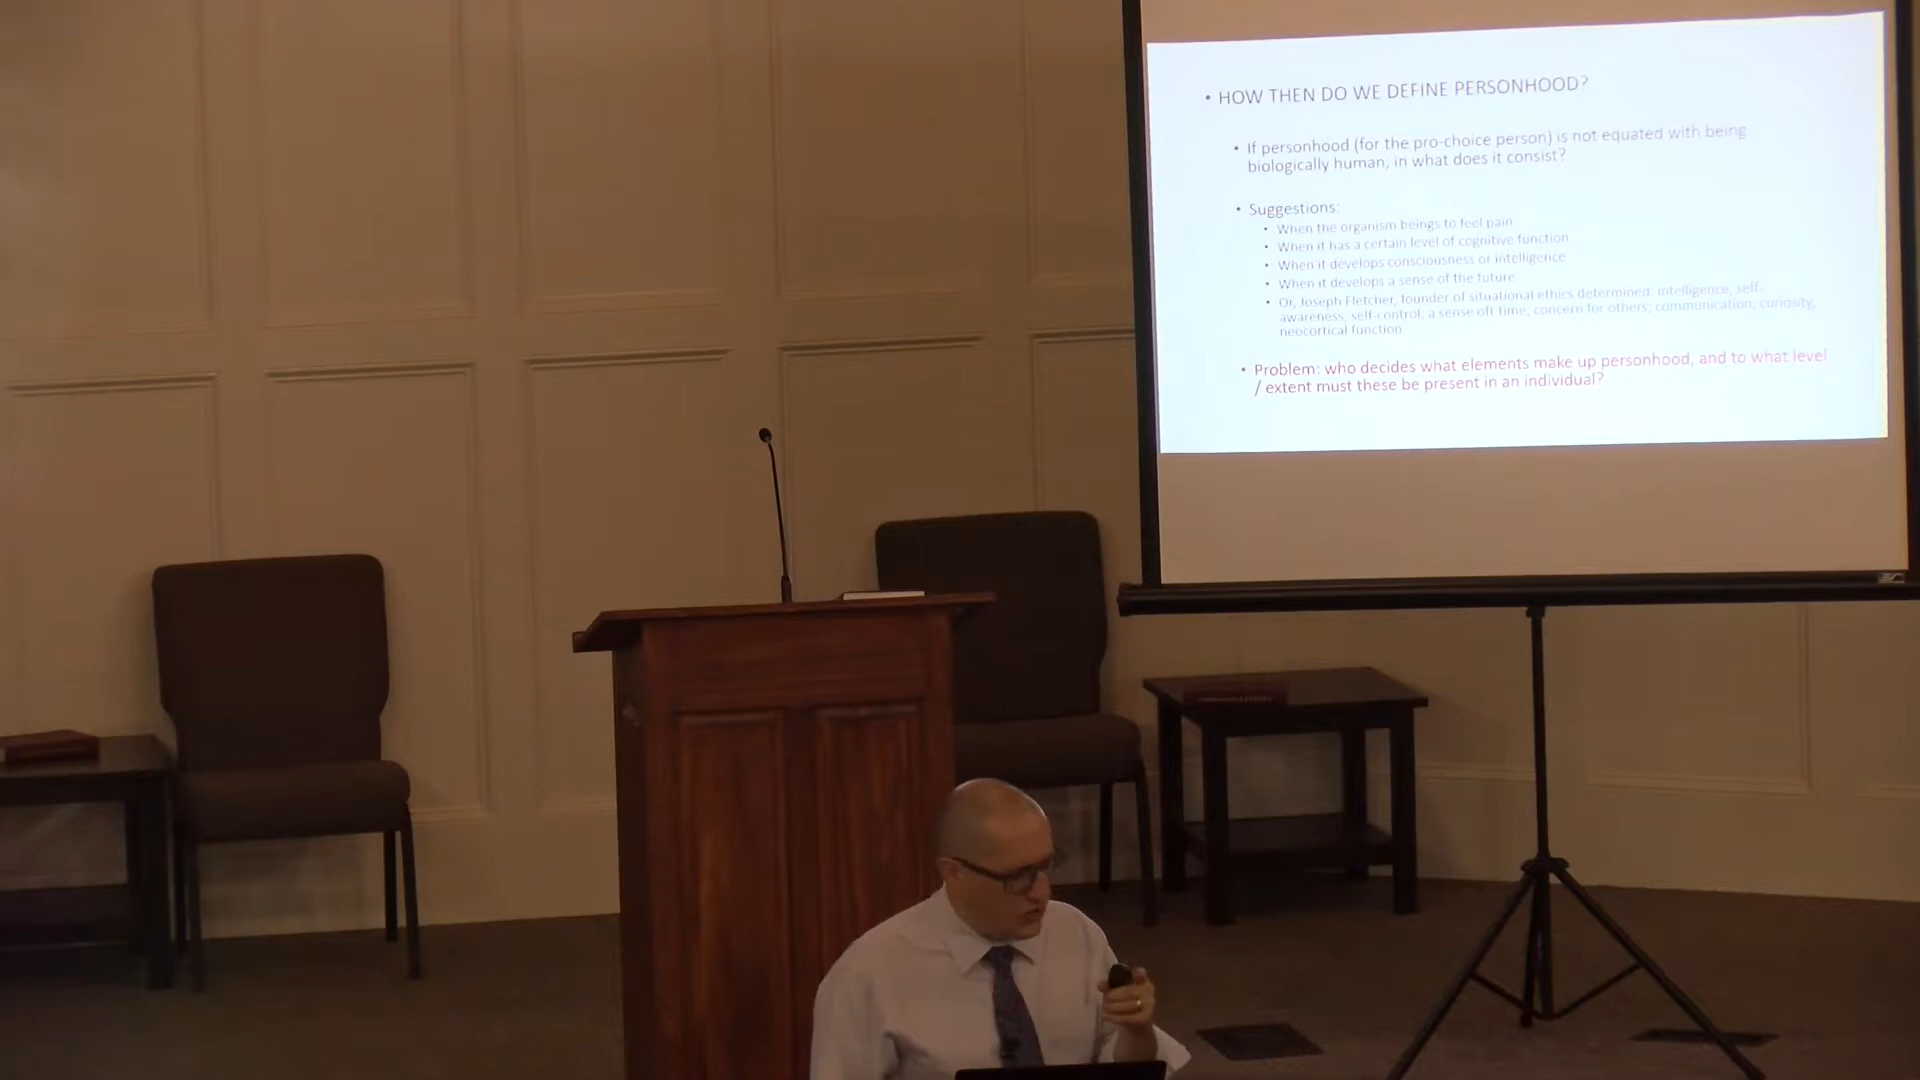 • HOW THEN DO WE DEFINE PERSONHOOD?
• If personhood (for the pro-choice person) is not equated with being
biologically human, in what does it consist?
• Suggestions:
• When the organism beings to feel pain
• When it has a certain level of cognitive function
• When it develops consciousness or intelligence
• When it develops a sense of the future
• Or, Joseph Fletcher, founder of situational ethics determined: intelligence, self-
awareness, self-control; a sense oft time; concern for others; communication; curiosity;
neocortical function
• Problem: who decides what elements make up personhood, and to what level
/ extent must these be present in an individual?